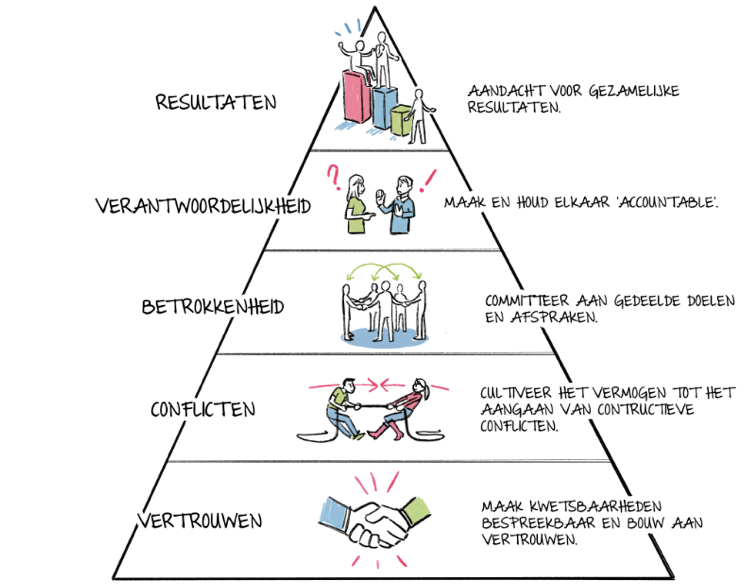 RESULTATEN
AANDACHT VOOR GEZAMELIJKE
RESULTATEN.
?
!
VERANTWOORDELIJKHEID
MAAK EN HOUD ELKAAR 'ACCOUNTABLE'.
BETROKKENHEID
COMMITTEER AAN GEDEELDE DOELEN
EN AFSPRAKEN.
CONFLICTEN
CULTIVEER HET VERMOGEN TOT HET
AANGAAN VAN CONTRUCTIEVE
CONFLICTEN.
VERTROUWEN
MAAK KWETSBAARHEDEN
BESPREEKBAAR EN BOUW AAN
VERTROUWEN.